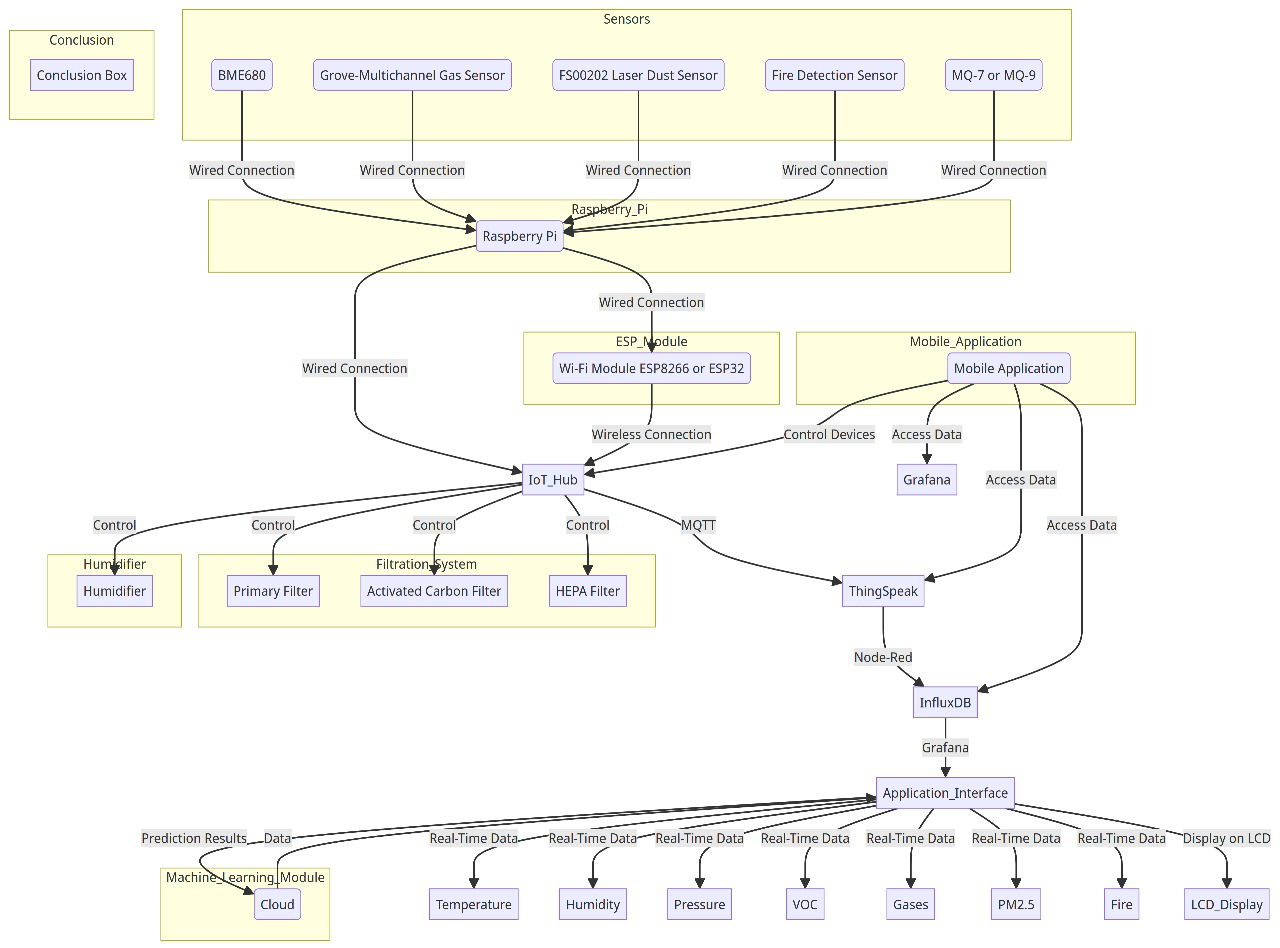 Sensors
Conclusion
Conclusion Box
BME680
Grove-Multichannel Gas Sensor
FS00202 Laser Dust Sensor
Fire Detection Sensor
MQ-7 or MQ-9
Wired Connection
Wired Connection
Wired Connection
Wired Connection
Wired Connection
Raspberry_Pi
Raspberry Pi
Wired Connection
ESP_Module
Mobile_Application
Wired Connection
Wi-Fi Module ESP8266 or ESP32
Mobile Application
Wireless Connection
Control Devices
Access Data
IoT_Hub
Grafana
Access Data
Control
Control
Control
Control
MQTT
Access Data
Humidifier
Filtration_System
Humidifier
Primary Filter
Activated Carbon Filter
HEPA Filter
ThingSpeak
Node-Red
InfluxDB
Grafana
Application_Interface
Prediction Results
Data
Real-Time Data
Real-Time Data
Real-Time Data
Real-Time Data
Real-Time Data
Real-Time Data
Real-Time Data
Display on LCD
Machine_Learning_Module
Cloud
Temperature
Humidity
Pressure
VOC
Gases
PM2.5
Fire
LCD_Display